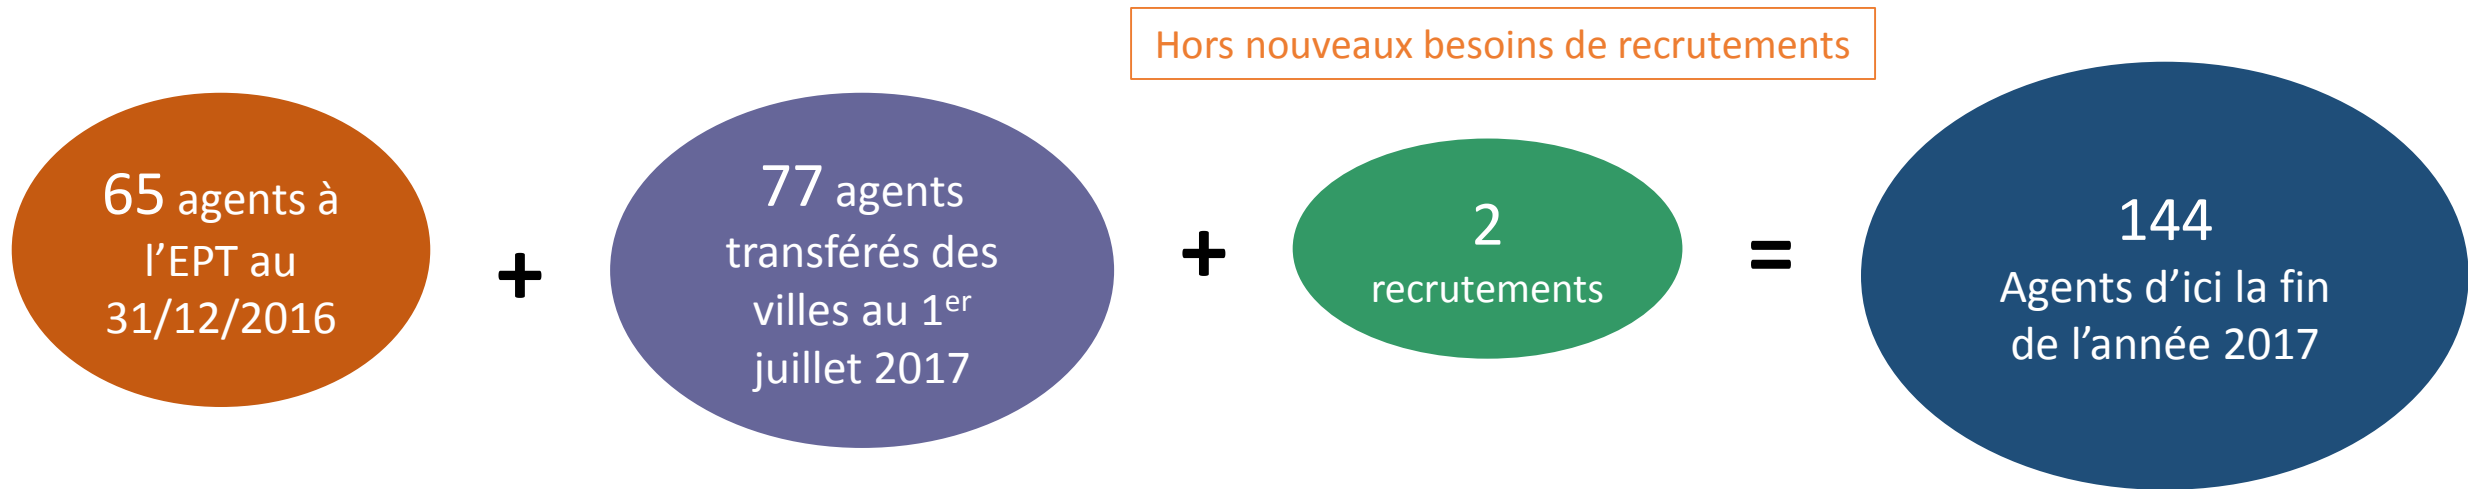 Hors nouveaux besoins de recrutements
65 agents à
l’EPT au
31/12/2016
+
77 agents
transférés des
villes au 1er
juillet 2017
+
2
recrutements
=
144
Agents d’ici la fin
de l’année 2017